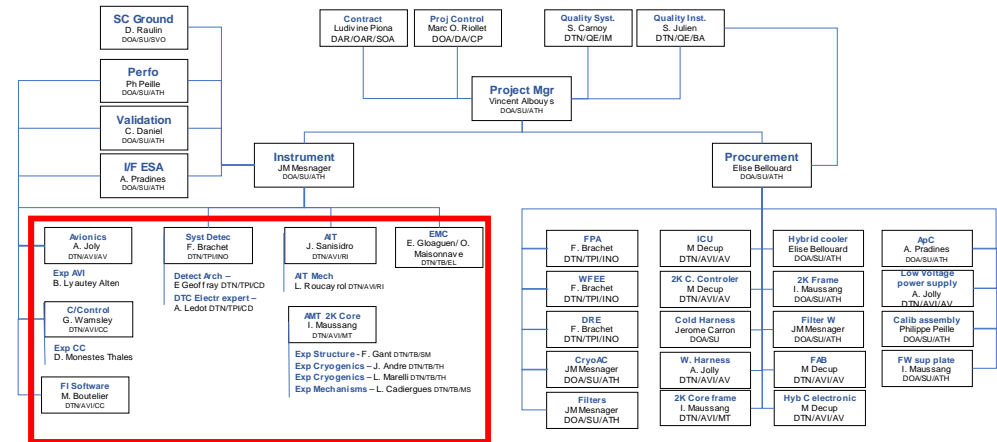 SC Ground
D. Raulin
DOA/SU/SVO
Contract
Ludivine Piona
DAR/OAR/SOA
Proj Control
Marc O. Riollet
DOA/DA/CP
Quality Syst.
S. Carnoy
DTN/QE/IM
Quality Inst.
S. Julien
DTN/QE/BA
Perfo
Ph Peille
DOA/SU/ATH
Project Mgr
Vincent Albouys
DOA/SU/ATH
Validation
C. Daniel
DOA/SU/ATH
I/F ESA
A. Pradines
DOA/SU/ATH
Instrument
JM Mesnager
DOA/SU/ATH
Procurement
Elise Bellouard
DOA/SU/ATH
Avionics
A. Joly
DTN/AVI/AV
Exp AVI
B. Lyautey Alten
C/Control
G. Wamsley
DTN/AVI/CC
Exp CC
D. Monestes Thales
Fl Software
M. Boutelier
DTN/AVI/CC
Syst Detec
F. Brachet
DTN/TPI/INO
Detect Arch –
E Geoffray DTN/TPI/CD
DTC Electr expert –
A. Ledot DTN/TPI/CD
AIT
J. Sanisidro
DTN/AVI/RI
AIT Mech
L. Roucayrol DTN/AVI/RI
AMT 2K Core
I. Maussang
DTN/AVI/MT
Exp Structure - F. Gant DTN/TB/SM
Exp Cryogenics – J. Andre DTN/TB/TH
Exp Cryogenics – L. Marelli DTN/TB/TH
Exp Mechanisms – L. Cadiergues DTN/TB/MS
EMC
E. Gloaguen/ O.
Maisonnave
DTN/TB/EL
FPA
F. Brachet
DTN/TPI/INO
WFEE
F. Brachet
DTN/TPI/INO
DRE
F. Brachet
DTN/TPI/INO
CryoAC
JM Mesnager
DOA/SU/ATH
Filters
JM Mesnager
DOA/SU/ATH
ICU
M Decup
DTN/AVI/AV
2K C. Controler
M Decup
DTN/AVI/AV
Cold Harness
Jerome Carron
DOA/SU
W. Harness
A. Jolly
DTN/AVI/AV
2K Core frame
I. Maussang
DTN/AVI/MT
Hybrid cooler
Elise Bellouard
DOA/SU/ATH
2K Frame
I. Maussang
DOA/SU/ATH
Filter W
JM Mesnager
DOA/SU/ATH
FAB
M Decup
DTN/AVI/AV
Hyb C electronic
M Decup
DTN/AVI/AV
ApC
A. Pradines
DOA/SU/ATH
Low voltage
power supply
A. Jolly
DTN/AVI/AV
Calib assembly
Philippe Peille
DOA/SU/ATH
FW sup plate
I. Maussang
DOA/SU/ATH